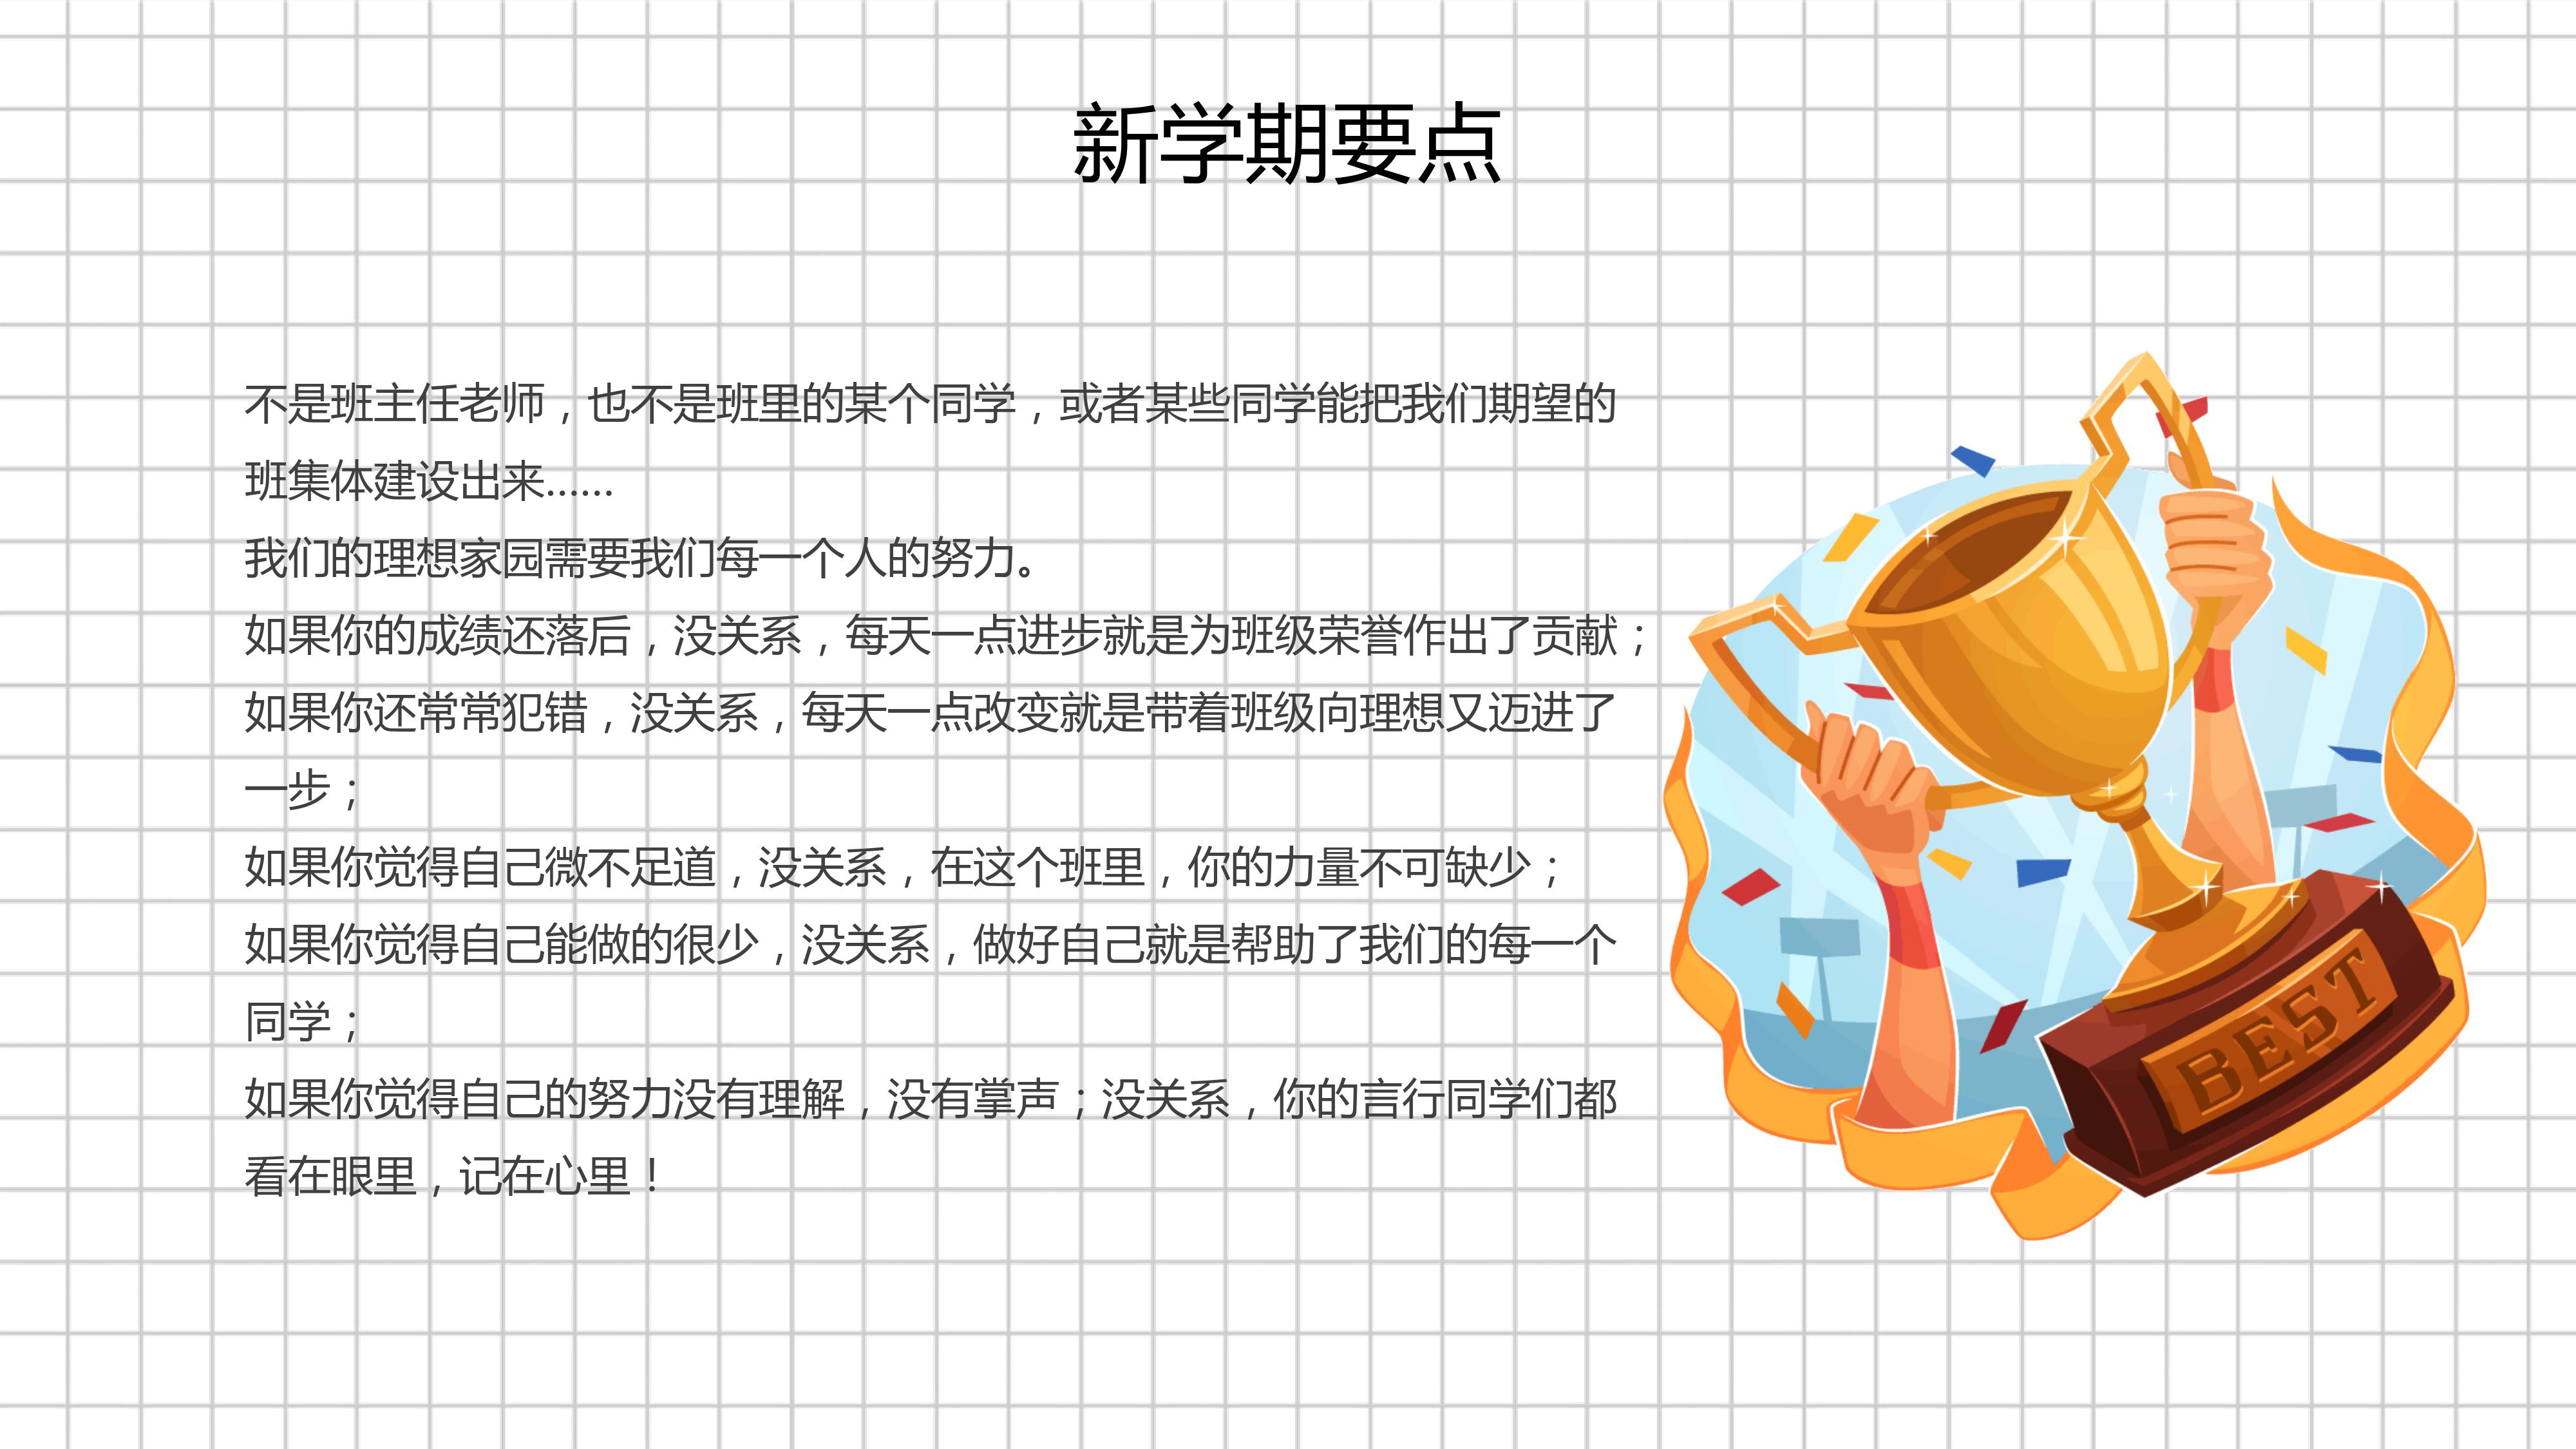 新学期要点
不是班主任老师，也不是班里的某个同学，或者某些同学能把我们期望的
班集体建设出来……
我们的理想家园需要我们每一个人的努力。
如果你的成绩还落后，没关系，每天一点进步就是为班级荣誉作出了贡献；
如果你还常常犯错，没关系，每天一点改变就是带着班级向理想又迈进了
一步；
如果你觉得自己微不足道，没关系，在这个班里，你的力量不可缺少；
如果你觉得自己能做的很少，没关系，做好自己就是帮助了我们的每一个
同学；
如果你觉得自己的努力没有理解，没有掌声；没关系，你的言行同学们都
看在眼里，记在心里！
BEST